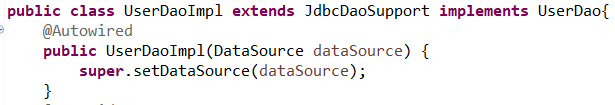 public class UserDaoImpl extends JdbcDaoSupport implements UserDao{
@Autowired
public UserDaoImpl(DataSource dataSource) {
super.setDataSource(dataSource);
}